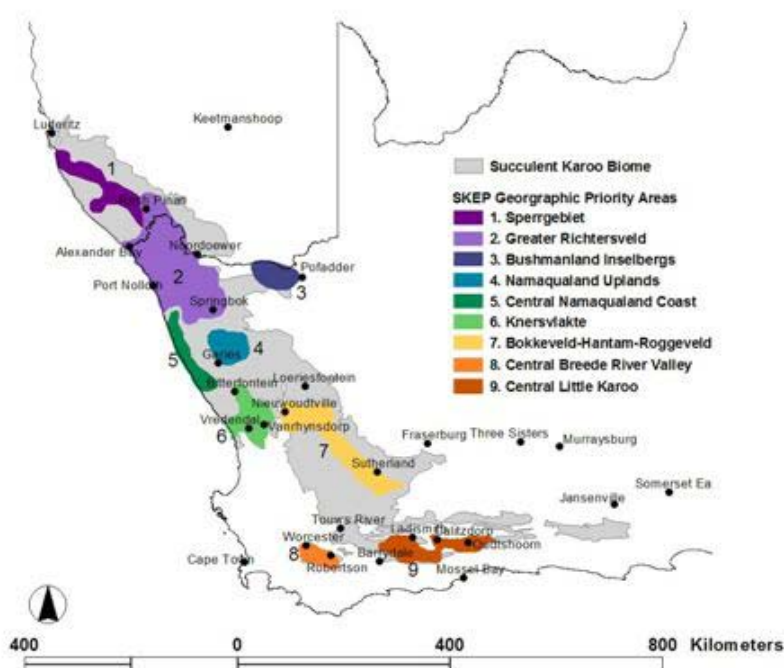 Luderitz
Keetmanshoop
1
Succulent Karoo Biome
SKEP Georgraphic Priority Areas
1. Sperrgebiet
2. Greater Richtersveld
3. Bushmanland Inselbergs
4. Namaqualand Uplands
5. Central Namaqualand Coast
6. Knersvlakte
7. Bokkeveld-Hantam-Roggeveld
8. Central Breede River Valley
9. Central Little Karoo
Alexander Bay
Noordoewer
Pofadder
2
3
Port Nolloth
Springbok
5
4
Garies
Bitterfontein
Loeriesfontein
Nieuwoudtville
Vredendal
Vanrhynsdorp
6
7
Fraserburg
Three Sisters
Murraysburg
Sutherland
Somerset Ea
Jansenville
Touws River
Ladismith
Calitzdorp
Oudtshoorn
Worcester
8
Robertson
Barrydale
9
Cape Town
Mossel Bay
400
0
400
800
Kilometers